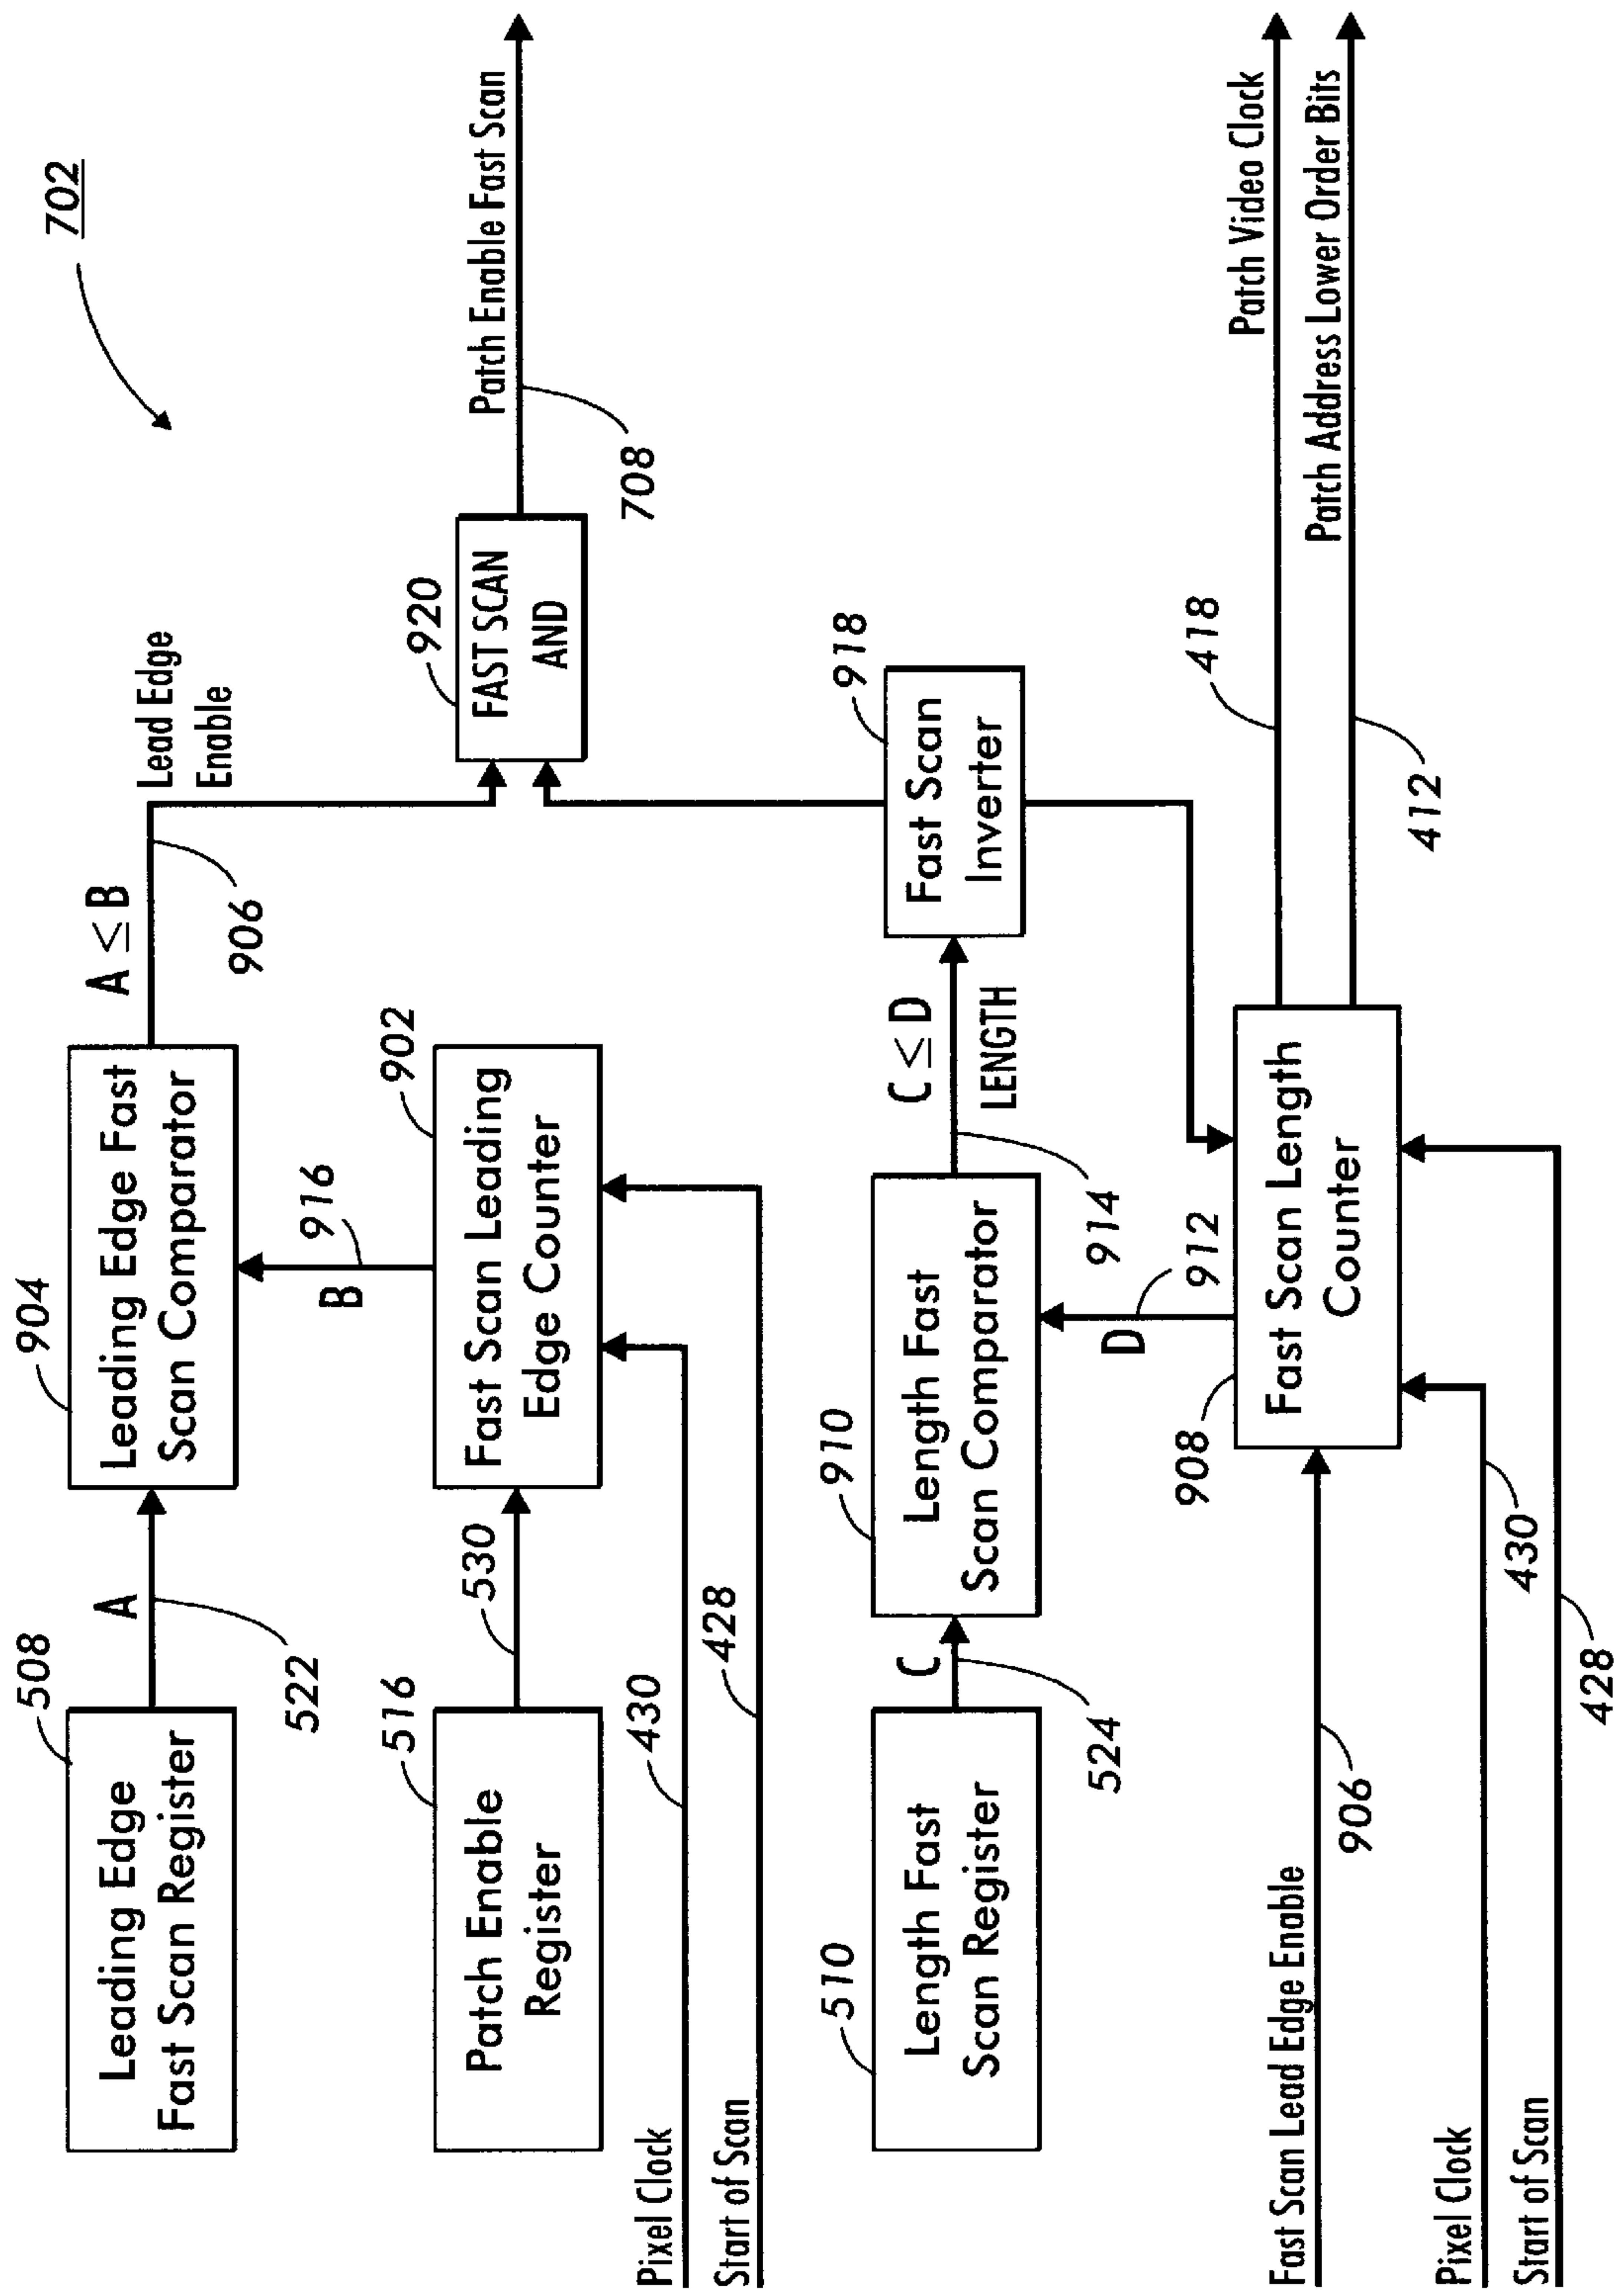 702
508
Leading Edge
Fast Scan Register
A
522
904
Leading Edge Fast
Scan Comparator
A ≤ B
906
Lead Edge
Enable
B
916
516
Patch Enable
Register
530
902
Fast Scan Leading
Edge Counter
920
FAST SCAN
AND
Patch Enable Fast Scan
708
Pixel Clock
430
Start of Scan
428
510
Length Fast
Scan Register
C
524
910
Length Fast
Scan Comparator
C ≤ D
LENGTH
914
918
Fast Scan
Inverter
D
912
Fast Scan Lead Edge Enable
906
908
Fast Scan Length
Counter
418
Patch Video Clock
Patch Address Lower Order Bits
412
Pixel Clock
430
Start of Scan
428